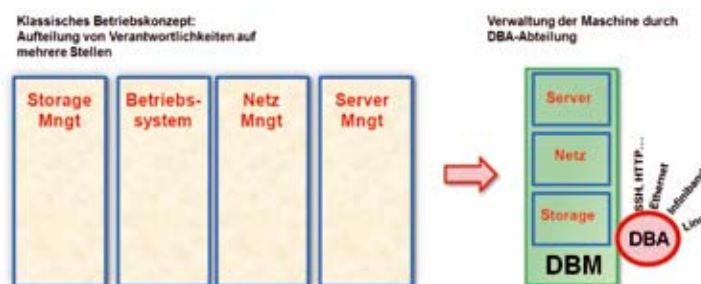 Klassisches Betriebskonzept:
Aufteilung von Verantwortlichkeiten auf
mehrere Stellen
Storage
Mngt
Betriebs-
system
Netz
Mngt
Server
Mngt
Verwaltung der Maschine durch
DBA-Abteilung
Server
Netz
Storage
DBM
SSH, HTTP...
Ethernet
Infiniband
DBA